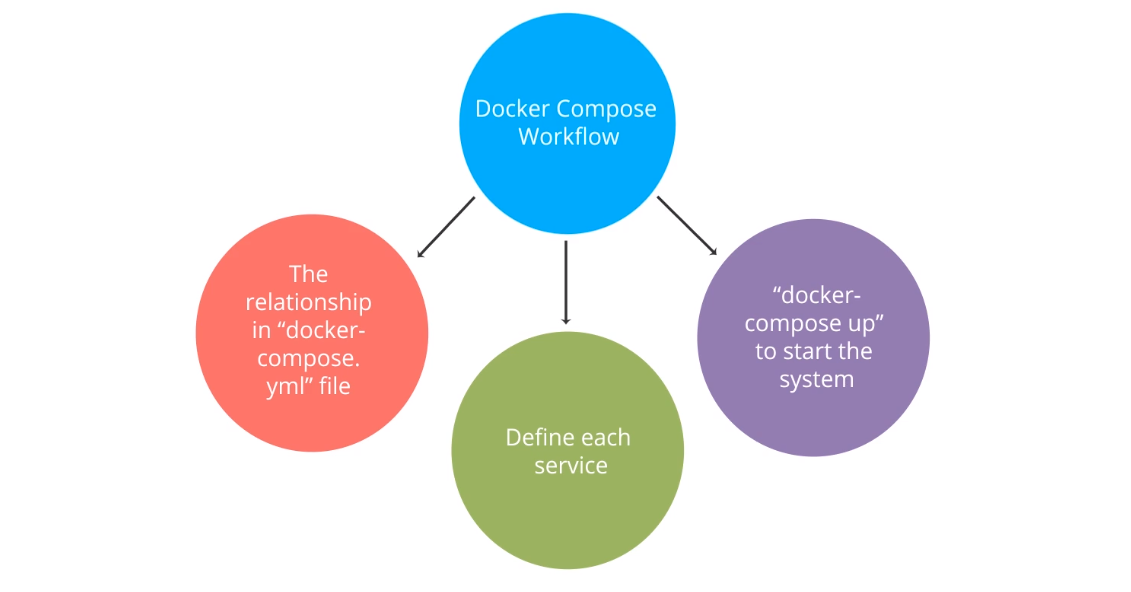 Docker Compose
Workflow
The
relationship
in “docker-
compose.
yml” file
Define each
service
“docker-
compose up”
to start the
system